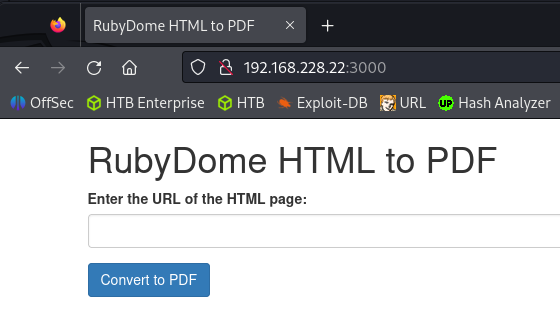 RubyDome HTML to PDF
192.168.228.22:3000
OffSec HTB Enterprise HTB Exploit-DB URL Hash Analyzer
RubyDome HTML to PDF
Enter the URL of the HTML page:
Convert to PDF